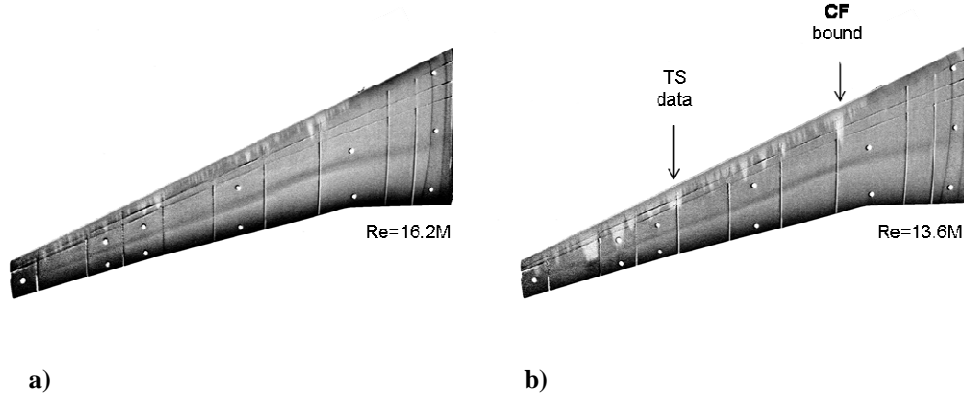 CF
bound
TS
data
Re=16.2M
Re=13.6M
a)
b)